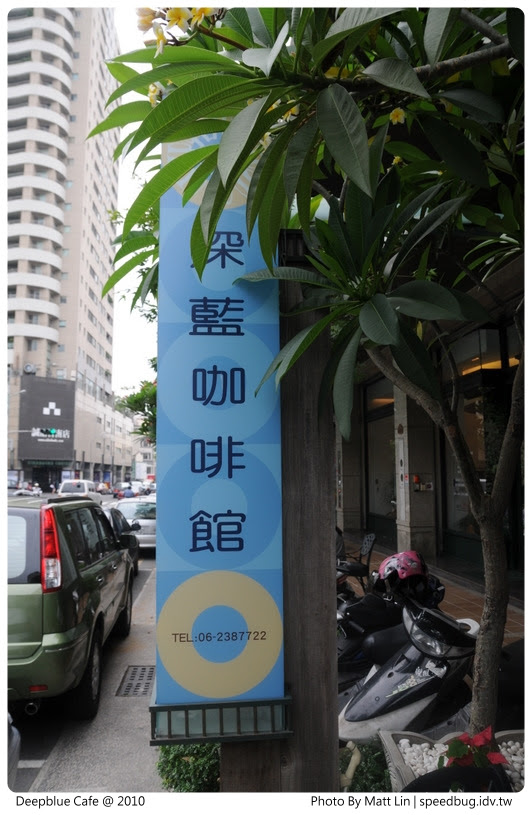 深藍咖啡館
TEL:06-2387722
Deepblue Cafe @ 2010
Photo By Matt Lin | speedbug.idv.tw